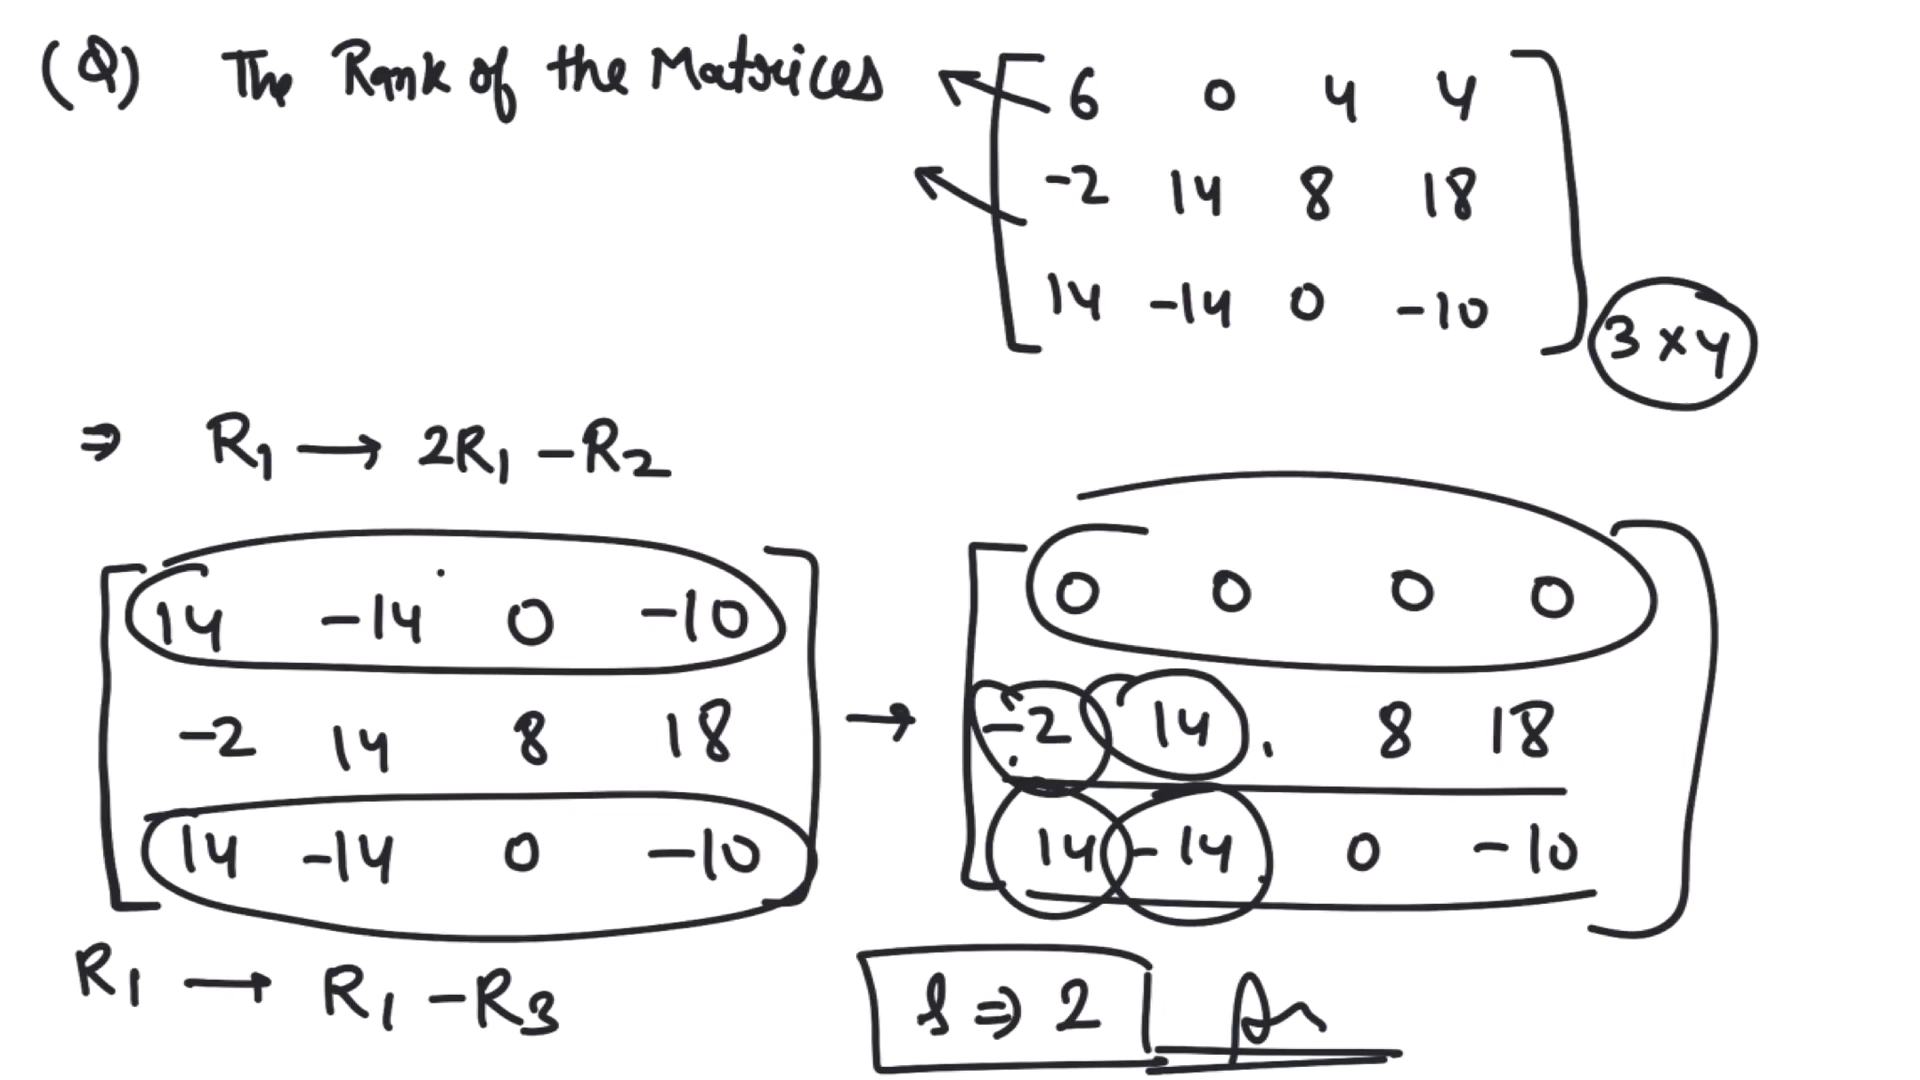 (Q) The Rank of the Matrices
6 0 4 4
-2 14 8 18
14 -14 0 -10
3 x 4
⇒ R₁ → 2R₁ - R₂
14 -14 0 -10
-2 14 8 18
14 -14 0 -10
→
0 0 0 0
-2 14 8 18
14 -14 0 -10
R₁ → R₁ - R₃
⇒ 2